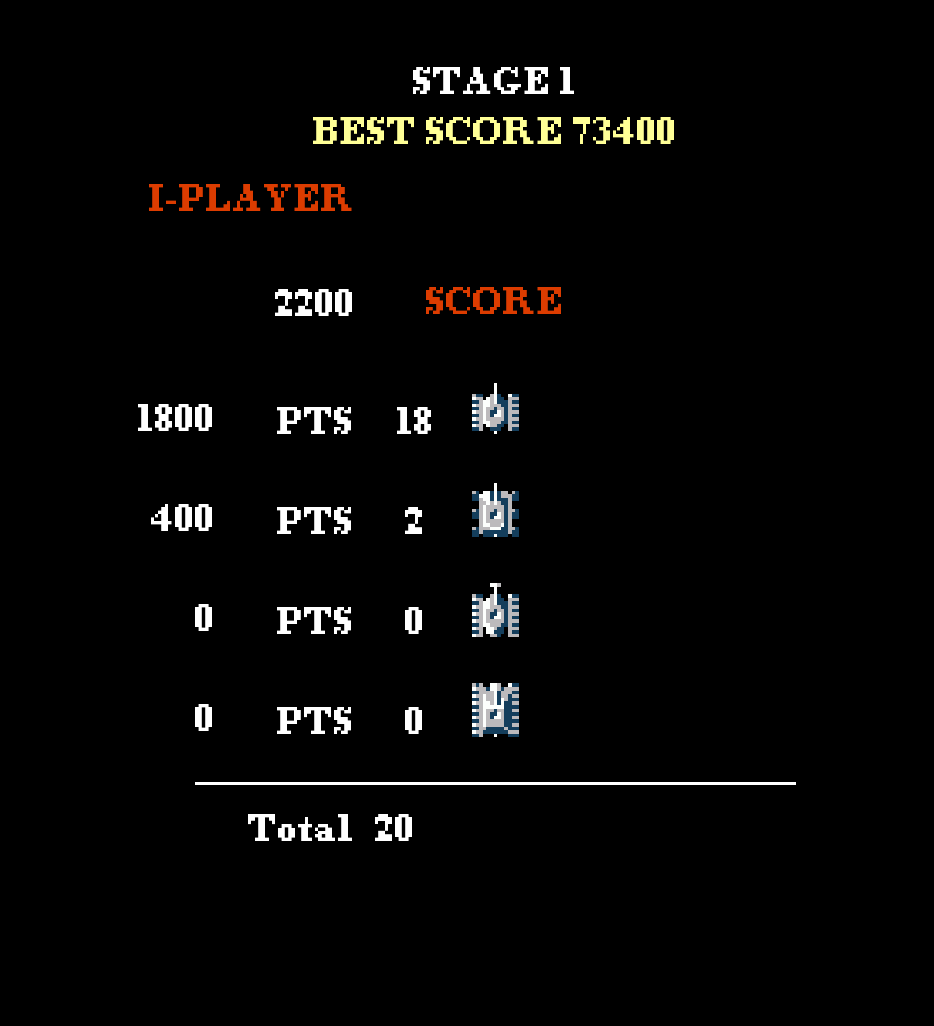 STAGE 1
BEST SCORE 73400
I-PLAYER
2200 SCORE
1800 PTS 18
400 PTS 2
0 PTS 0
0 PTS 0
Total 20